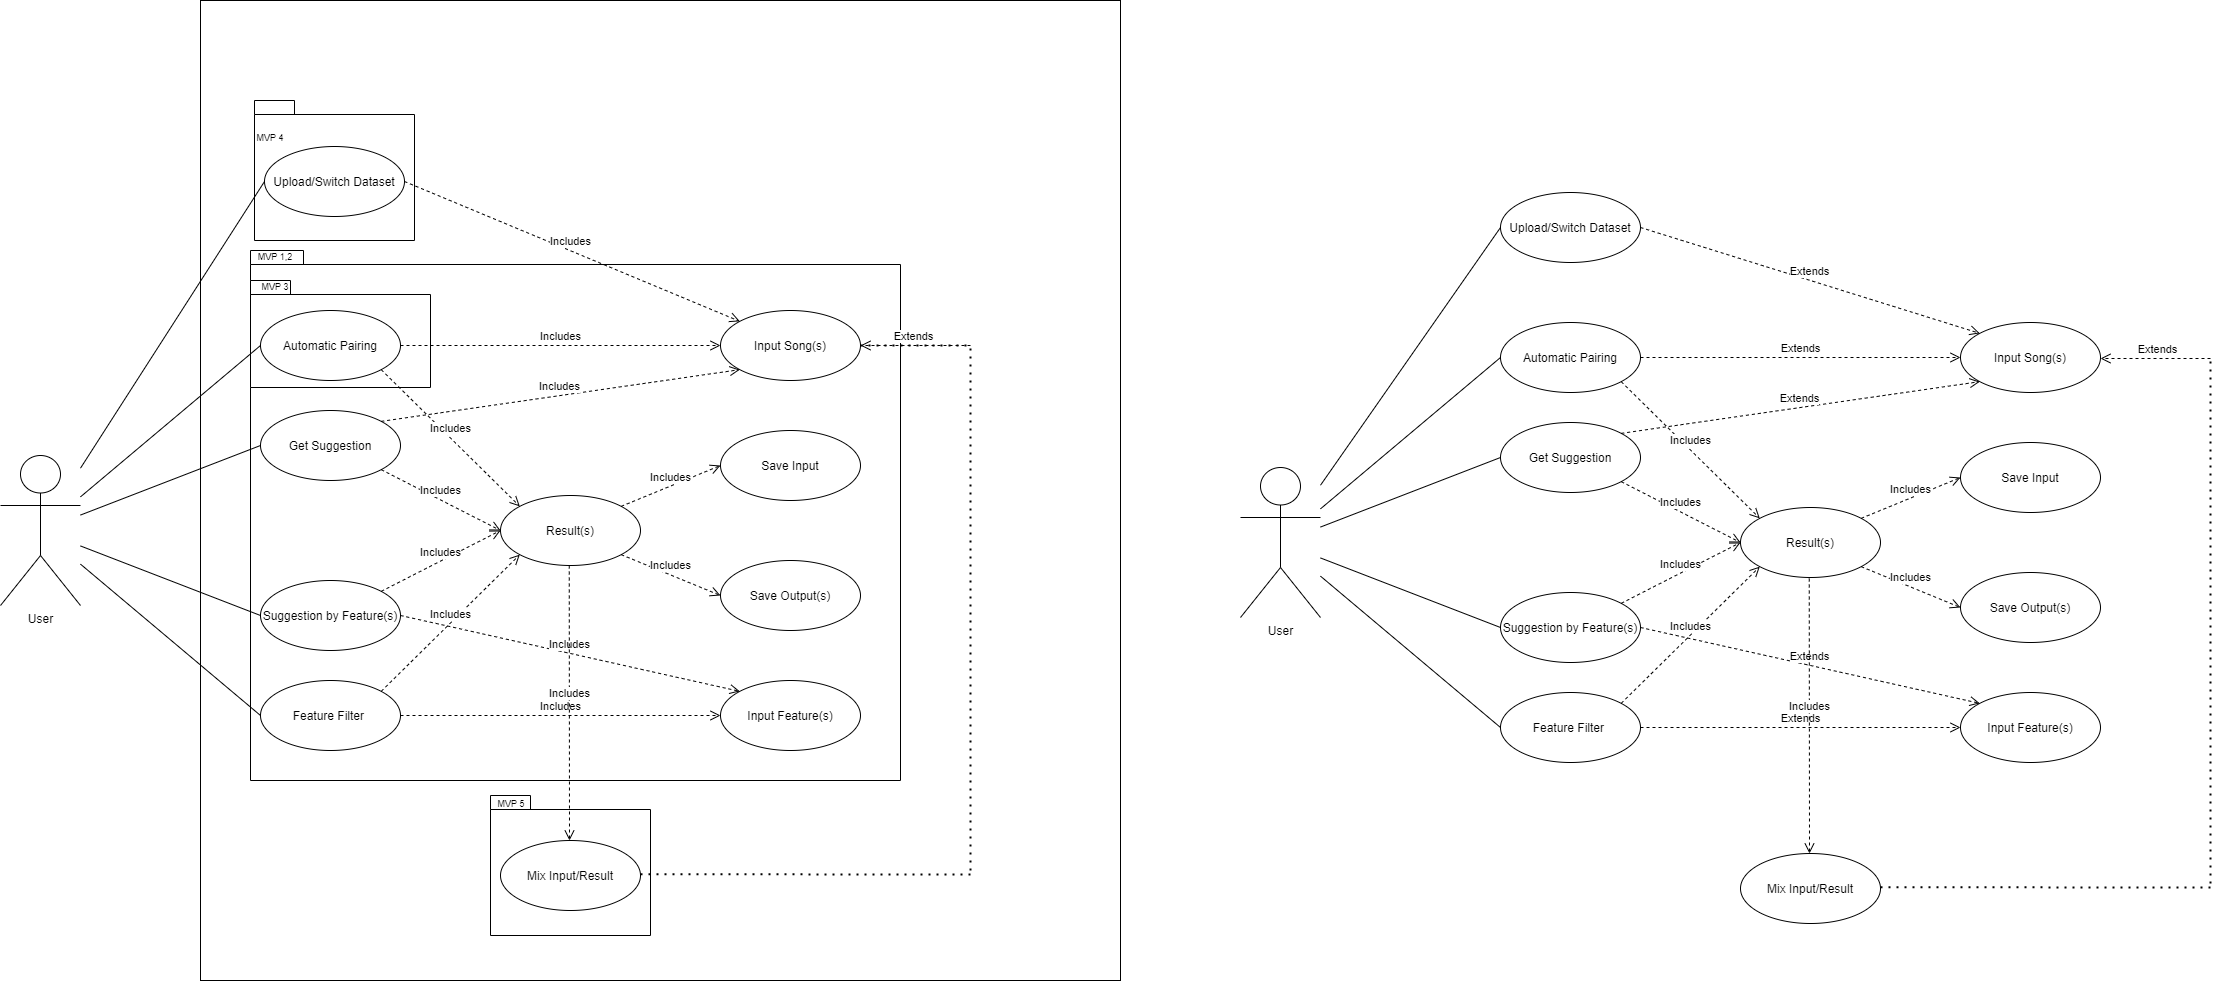 MVP 4
Upload/Switch Dataset
Includes
MVP 1,2
MVP 3
Automatic Pairing
Includes
Input Song(s)
Extends
Includes
Includes
Get Suggestion
Includes
Includes
Save Input
Result(s)
Includes
Includes
Save Output(s)
Suggestion by Feature(s)
Includes
Includes
User
Includes
Includes
Feature Filter
Input Feature(s)
MVP 5
Mix Input/Result
Upload/Switch Dataset
Extends
Automatic Pairing
Extends
Input Song(s)
Extends
Extends
Includes
Get Suggestion
Includes
Includes
Save Input
Result(s)
Includes
Includes
Save Output(s)
Suggestion by Feature(s)
Includes
User
Extends
Includes
Extends
Feature Filter
Input Feature(s)
Mix Input/Result